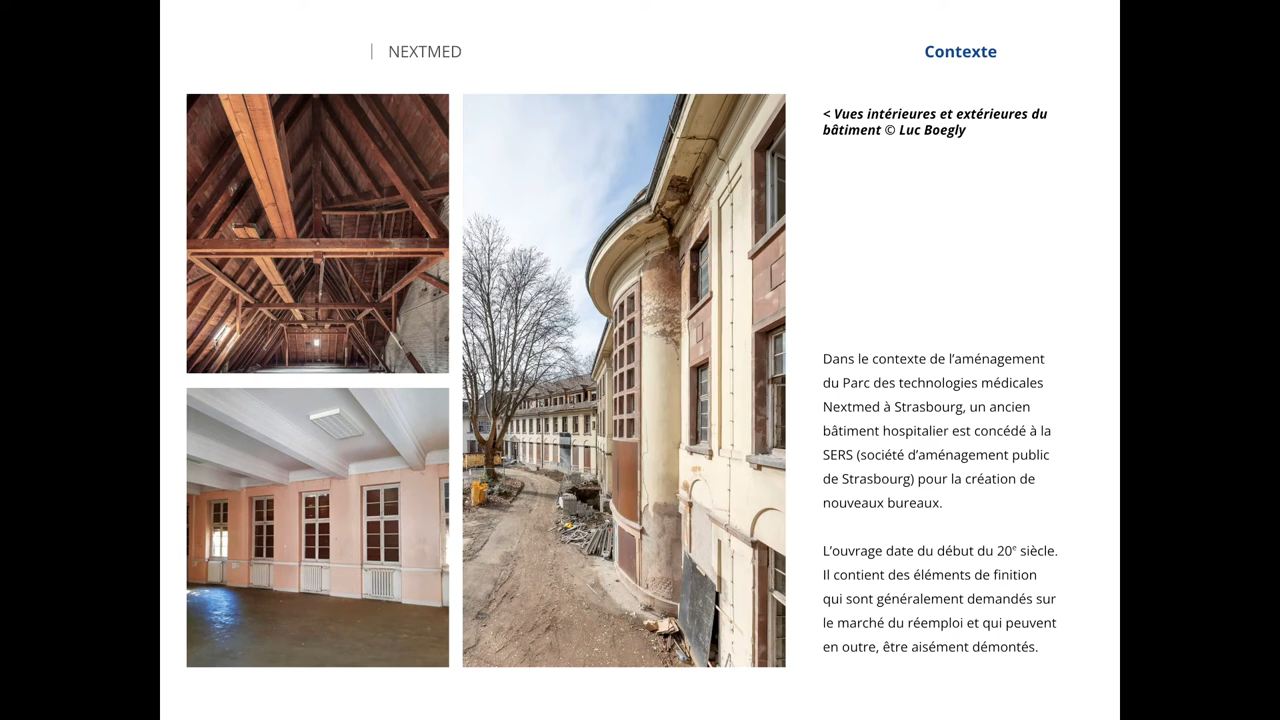 NEXTMED
Contexte
< Vues intérieures et extérieures du
bâtiment © Luc Boegly
Dans le contexte de l’aménagement
du Parc des technologies médicales
Nextmed à Strasbourg, un ancien
bâtiment hospitalier est concédé à la
SERS (société d’aménagement public
de Strasbourg) pour la création de
nouveaux bureaux.
L’ouvrage date du début du 20e siècle.
Il contient des éléments de finition
qui sont généralement demandés sur
le marché du réemploi et qui peuvent
en outre, être aisément démontés.